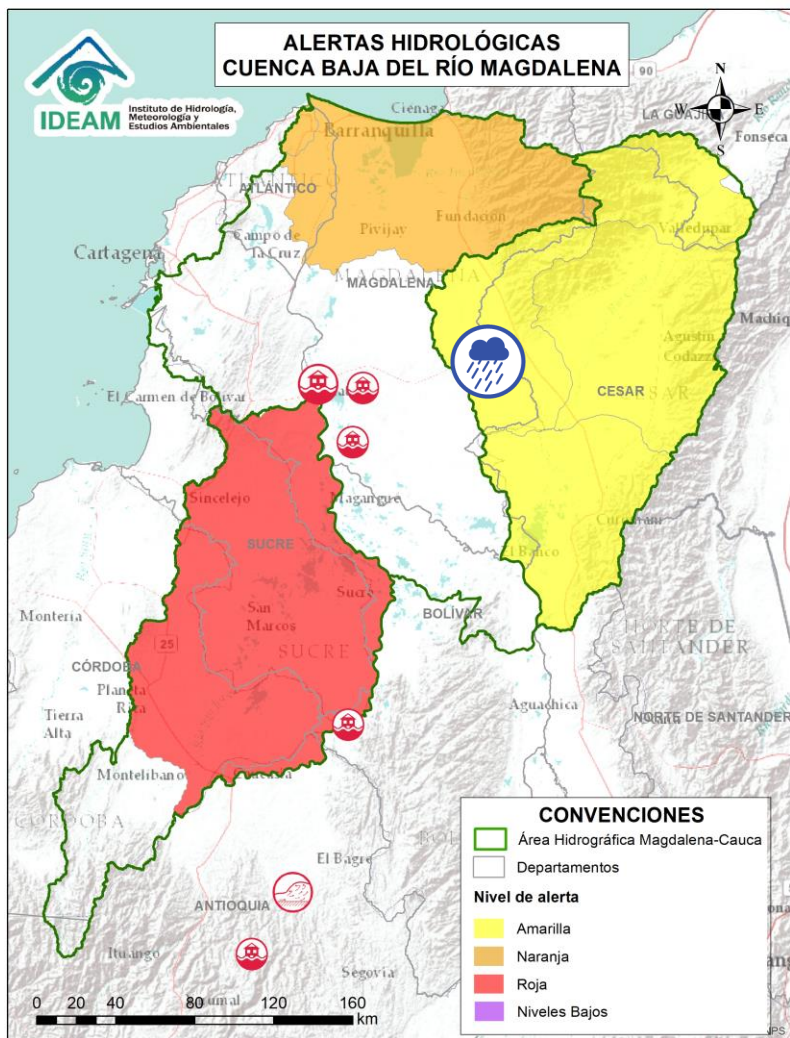 ALERTAS HIDROLÓGICAS
CUENCA BAJA DEL RÍO MAGDALENA
IDEAM
Instituto de Hidrología,
Meteorología y
Estudios Ambientales
N
W E
S
90
Ciénaga
LA GUAJIRA
Barranquilla
Fonseca
ATLÁNTICO
Campo de
la Cruz
Pivijay
Fundación
Valledupar
Cartagena
MAGDALENA
Agustín
Codazzi
CESAR
El Carmen de Bolívar
Sincelejo
Magangue
SUCRE
El Banco
San
Marcos
Sucre
BOLÍVAR
Montería
25
SUCRE
NORTE DE
SANTANDER
CÓRDOBA
Planeta
Rica
Aguachica
NORTE DE SANTANDER
Tierra
Alta
Montelibano
El Bagre
ANTIOQUIA
Ituango
Segovia
0 40 80 120 160
km
CONVENCIONES
Área Hidrográfica Magdalena-Cauca
Departamentos
Nivel de alerta
Amarilla
Naranja
Roja
Niveles Bajos